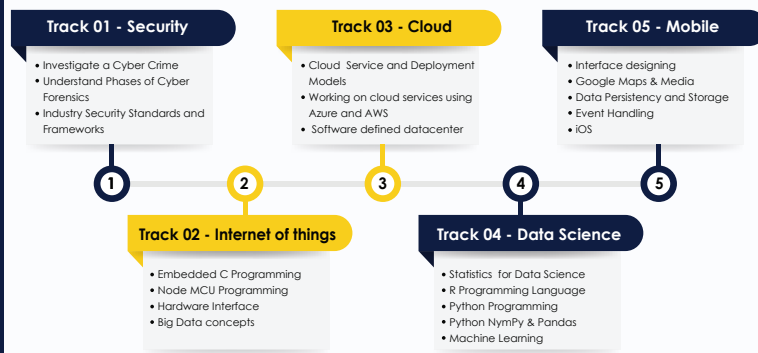 Track 01 - Security
• Investigate a Cyber Crime
• Understand Phases of Cyber
Forensics
• Industry Security Standards and
Frameworks
Track 03 - Cloud
• Cloud Service and Deployment
Models
• Working on cloud services using
Azure and AWS
• Software defined datacenter
Track 05 - Mobile
• Interface designing
• Google Maps & Media
• Data Persistency and Storage
• Event Handling
• iOS
1
2
3
4
5
Track 02 - Internet of things
• Embedded C Programming
• Node MCU Programming
• Hardware Interface
• Big Data concepts
Track 04 - Data Science
• Statistics for Data Science
• R Programming Language
• Python Programming
• Python NymPy & Pandas
• Machine Learning